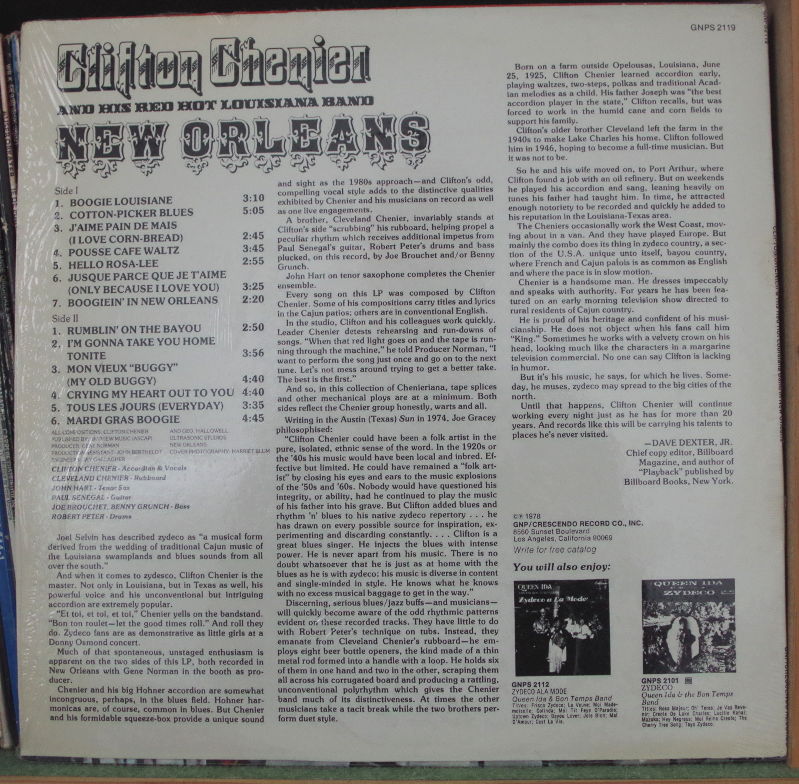 GNPS 2119
Clifton Chenier
AND HIS RED HOT LOUISIANA BAND
NEW ORLEANS
Side I
1. BOOGIE LOUISIANE 3:10
2. COTTON-PICKER BLUES 5:05
3. J'AIME PAIN DE MAIS
(I LOVE CORN-BREAD) 2:45
4. POUSSE CAFE WALTZ 3:45
5. HELLO ROSA-LEE 2:55
6. JUSQUE PARCE QUE JE T'AIME
(ONLY BECAUSE I LOVE YOU) 3:25
7. BOOGIEIN' IN NEW ORLEANS 2:20
Side II
1. RUMBLIN' ON THE BAYOU 2:50
2. I'M GONNA TAKE YOU HOME
TONITE 3:56
3. MON VIEUX "BUGGY"
(MY OLD BUGGY) 4:40
4. CRYING MY HEART OUT TO YOU 4:40
5. TOUS LES JOURS (EVERYDAY) 3:35
6. MARDI GRAS BOOGIE 4:45
ALL COMPOSITIONS: CLIFTON CHENIER
PUBLISHED BY: NEW MUSIC (ASCAP)
PRODUCER: GENE NORMAN
JOHN BERTHELOT
GALLAGHER
AND GEO. HALLOWELL
ULTRASONIC STUDIOS
NEW ORLEANS
COVER PHOTOGRAPHY: HARRIET BLUM
CLIFTON CHENIER - Accordian & Vocals
CLEVELAND CHENIER - Rubboard
JOHN HART - Tenor Sax
PAUL SENEGAL - Guitar
JOE BROUCHET, BENNY GRUNCH - Bass
ROBERT PETER - Drums
Joel Selvin has described zydeco as "a musical form
derived from the wedding of traditional Cajun music of
the Louisiana swamplands and blues sounds from all
over the south."
And when it comes to zydesco, Clifton Chenier is the
master. Not only in Louisiana, but in Texas as well, his
powerful voice and his unconventional but intriguing
accordion are extremely popular.
"Et toi, et toi, et toi," Chenier yells on the bandstand.
"Bon ton roulet—let the good times roll." And roll they
do. Zydeco fans are as demonstrative as little girls at a
Donny Osmond concert.
Much of that spontaneous, unstaged enthusiasm is
apparent on the two sides of this LP, both recorded in
New Orleans with Gene Norman in the booth as pro-
ducer.
Chenier and his big Hohner accordion are somewhat
incongruous, perhaps, in the blues field. Hohner har-
monicas are, of course, common in blues. But Chenier
and his formidable squeeze-box provide a unique sound
and sight as the 1980s approach—and Clifton's odd,
compelling vocal style adds to the distinctive qualities
exhibited by Chenier and his musicians on record as well
as one live engagements.
A brother, Cleveland Chenier, invariably stands at
Clifton's side "scrubbing" his rubboard, helping propel a
peculiar rhythm which receives additional impetus from
Paul Senegal's guitar, Robert Peter's drums and bass
plucked, on this record, by Joe Brouchet and/or Benny
Grunch.
John Hart on tenor saxophone completes the Chenier
ensemble.
Every song on this LP was composed by Clifton
Chenier. Some of his compositions carry titles and lyrics
in the Cajun patios; others are in conventional English.
In the studio, Clifton and his colleagues work quickly.
Leader Chenier detests rehearsing and run-downs of
songs. "When that red light goes on and the tape is run-
ning through the machine," he told Producer Norman, "I
want to perform the song just once and go on to the next
tune. Let's not mess around trying to get a better take.
The best is the first."
And so, in this collection of Chenieriana, tape splices
and other mechanical ploys are at a minimum. Both
sides reflect the Chenier group honestly, warts and all.
Writing in the Austin (Texas) Sun in 1974, Joe Gracey
philosophised:
"Clifton Chenier could have been a folk artist in the
pure, isolated, ethnic sense of the word. In the 1920s or
the '40s his music would have been local and inbred. Ef-
fective but limited. He could have remained a "folk art-
ist" by closing his eyes and ears to the music explosions
of the '50s and '60s. Nobody would have questioned his
integrity, or ability, had he continued to play the music
of his father into his grave. But Clifton added blues and
rhythm 'n' blues to his native zydeco repertory . . . he
has drawn on every possible source for inspiration, ex-
perimenting and discarding constantly. . . . Clifton is a
great blues singer. He injects the blues with intense
power. He is never apart from his music. There is no
doubt whatsoever that he is just as at home with the
blues as he is with zydeco; his music is diverse in content
and single-minded in style. He knows what he knows
with no excess musical baggage to get in the way."
Discerning, serious blues/jazz buffs—and musicians—
will quickly become aware of the odd rhythmic patterns
evident on these recorded tracks. They have little to do
with Robert Peter's technique on tubs. Instead, they
emanate from Cleveland Chenier's rubboard—he em-
ploys eight beer bottle openers, the kind made of a thin
metal rod formed into a handle with a loop. He holds six
of them in one hand and two in the other, scraping them
all across his corrugated board and producing a rattling,
unconventional polyrhythm which gives the Chenier
band much of its distinctiveness. At times the other
musicians take a tacit break while the two brothers per-
form duet style.
Born on a farm outside Opelousas, Louisiana, June
25, 1925, Clifton Chenier learned accordion early,
playing waltzes, two-steps, polkas and traditional Acad-
ian melodies as a child. His father Joseph was "the best
accordion player in the state," Clifton recalls, but was
forced to work in the humid cane and corn fields to
support his family.
Clifton's older brother Cleveland left the farm in the
1940s to make Lake Charles his home. Clifton followed
him in 1946, hoping to become a full-time musician. But
it was not to be.
So he and his wife moved on, to Port Arthur, where
Clifton found a job with an oil refinery. But on weekends
he played his accordion and sang, leaning heavily on
tunes his father had taught him. In time, he attracted
enough notoriety to be recorded and quickly he added to
his reputation in the Louisiana-Texas area.
The Cheniers occasionally work the West Coast, mov-
ing about in a van. And they have played Europe. But
mainly the combo does its thing in zydeco country, a sec-
tion of the U.S.A. unique unto itself, bayou country,
where French and Cajun patois is as common as English
and where the pace is in slow motion.
Chenier is a handsome man. He dresses impeccably
and speaks with authority. For years he has been fea-
tured on an early morning television show directed to
rural residents of Cajun country.
He is proud of his heritage and confident of his musi-
cianship. He does not object when his fans call him
"King." Sometimes he works with a velvety crown on his
head, looking much like the characters in a margarine
television commercial. No one can say Clifton is lacking
in humor.
But it's his music, he says, for which he lives. Some-
day, he muses, zydeco may spread to the big cities of the
north.
Until that happens, Clifton Chenier will continue
working every night just as he has for more than 20
years. And records like this will be carrying his talents to
places he's never visited.
—DAVE DEXTER, JR.
Chief copy editor, Billboard
Magazine, and author of
"Playback" published by
Billboard Books, New York.
©℗ 1978
GNP/CRESCENDO RECORD CO., INC.
8560 Sunset Boulevard
Los Angeles, California 90069
Write for free catalog
You will also enjoy:
QUEEN IDA
Zydeco a La Mode
GNPS 2112
ZYDECO ALA MODE
Queen Ida & Bon Temps Band
QUEEN IDA
ZYDECO
GNPS 2101
ZYDECO
Queen Ida & the Bon Temps
Band